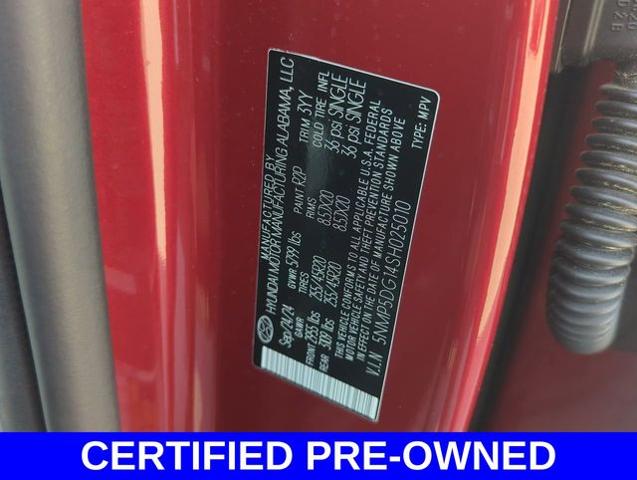 MANUFACTURED BY
HYUNDAI MOTOR MANUFACTURING ALABAMA, LLC
Sep/24/24 GVWR 5799 lbs PAINT R2P TRIM 3YY
GAWR TIRES RIMS COLD TIRE INFL
FRONT 2955 lbs 255/45R20 8.5JX20 36 psi SINGLE
REAR 3109 lbs 255/45R20 8.5JX20 36 psi SINGLE
THIS VEHICLE CONFORMS TO ALL APPLICABLE U.S.A. FEDERAL
MOTOR VEHICLE SAFETY AND THEFT PREVENTION STANDARDS
IN EFFECT ON THE DATE OF MANUFACTURE SHOWN ABOVE
V.I.N 5NMMP5DG14SH025010 TYPE: MPV
CERTIFIED PRE-OWNED